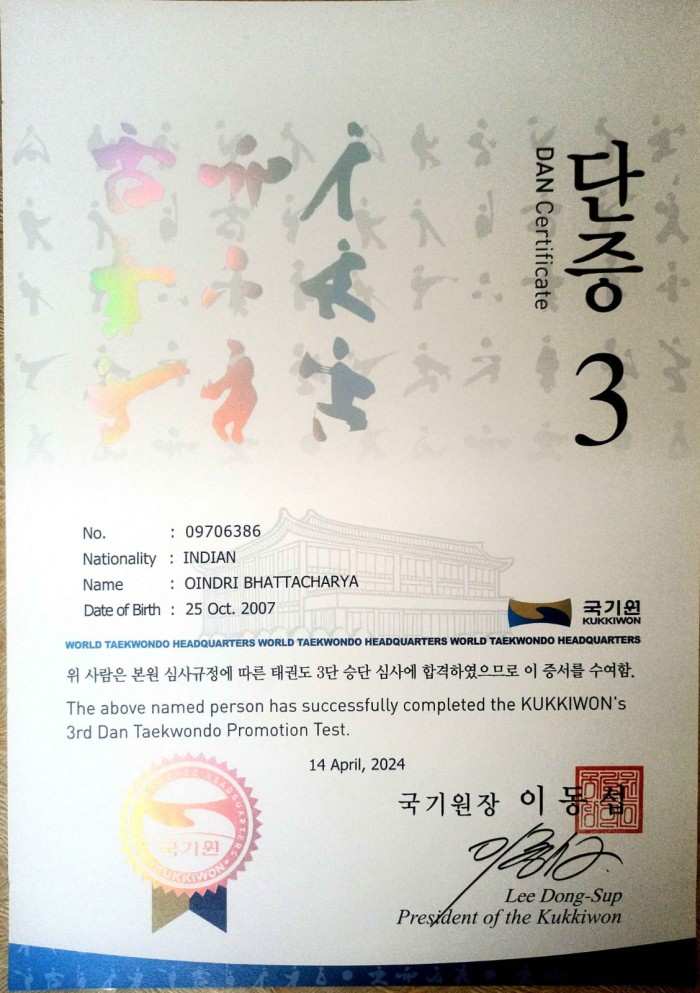 단증
DAN Certificate
3
No. : 09706386
Nationality : INDIAN
Name : OINDRI BHATTACHARYA
Date of Birth : 25 Oct. 2007
국기원
KUKKIWON
WORLD TAEKWONDO HEADQUARTERS WORLD TAEKWONDO HEADQUARTERS WORLD TAEKWONDO HEADQUARTERS
위 사람은 본원 심사규정에 따른 태권도 3단 승단 심사에 합격하였으므로 이 증서를 수여함.
The above named person has successfully completed the KUKKIWON's
3rd Dan Taekwondo Promotion Test.
14 April, 2024
국기원장 이동섭
국기원
KUKKIWON
Lee Dong-Sup
President of the Kukkiwon